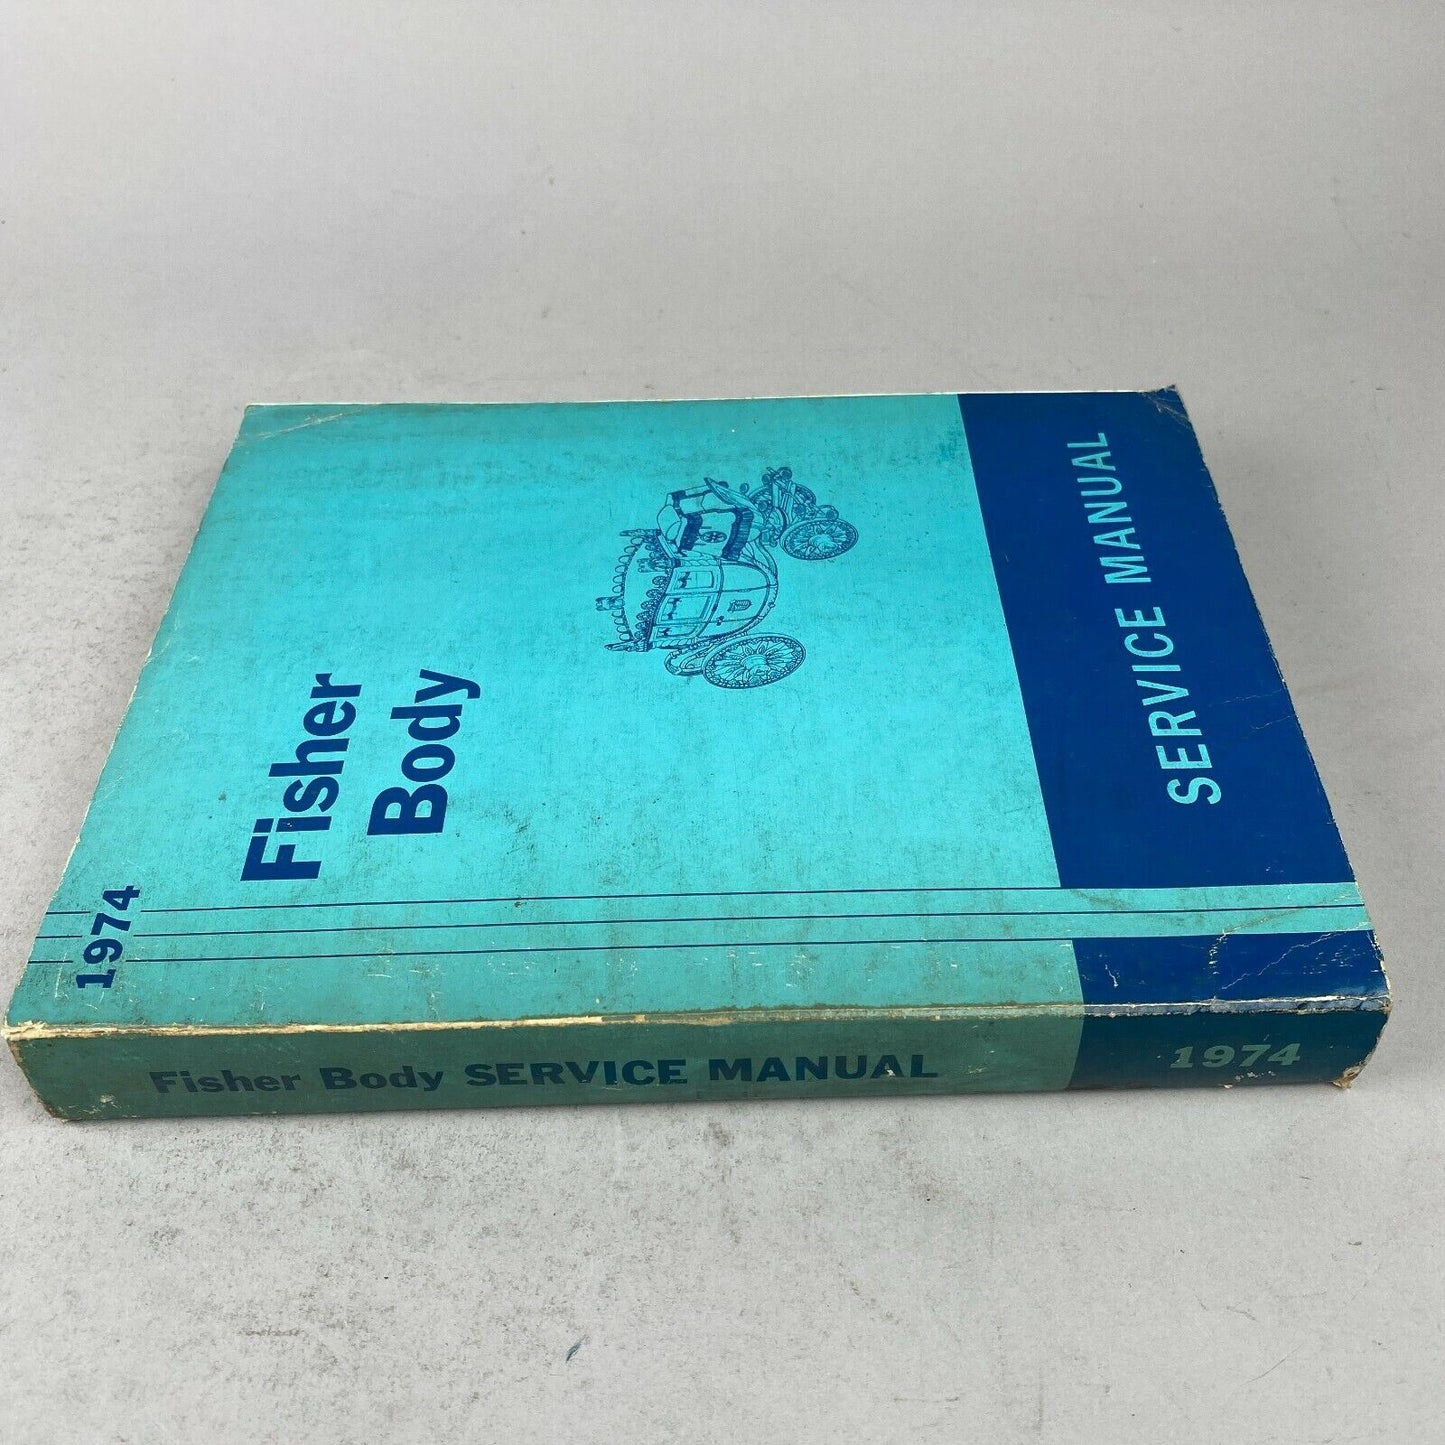 1974
Fisher
Body
SERVICE MANUAL
Fisher Body SERVICE MANUAL 1974